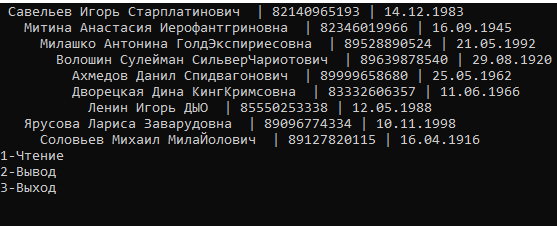 Савельев Игорь Старплатинович | 82140965193 | 14.12.1983
Митина Анастасия Иерофантгриновна | 82346019966 | 16.09.1945
Милашко Антонина ГолдЭкспириесовна | 89528890524 | 21.05.1992
Волошин Сулейман СильверЧариотович | 89639878540 | 29.08.1920
Ахмедов Данил Спидвагонович | 89999658680 | 25.05.1962
Дворецкая Дина КингКримсовна | 83332606357 | 11.06.1966
Ленин Игорь ДЫО | 85550253338 | 12.05.1988
Ярусова Лариса Заварудовна | 89096774334 | 10.11.1998
Соловьев Михаил МилаЙолович | 89127820115 | 16.04.1916
1-Чтение
2-Вывод
3-Выход